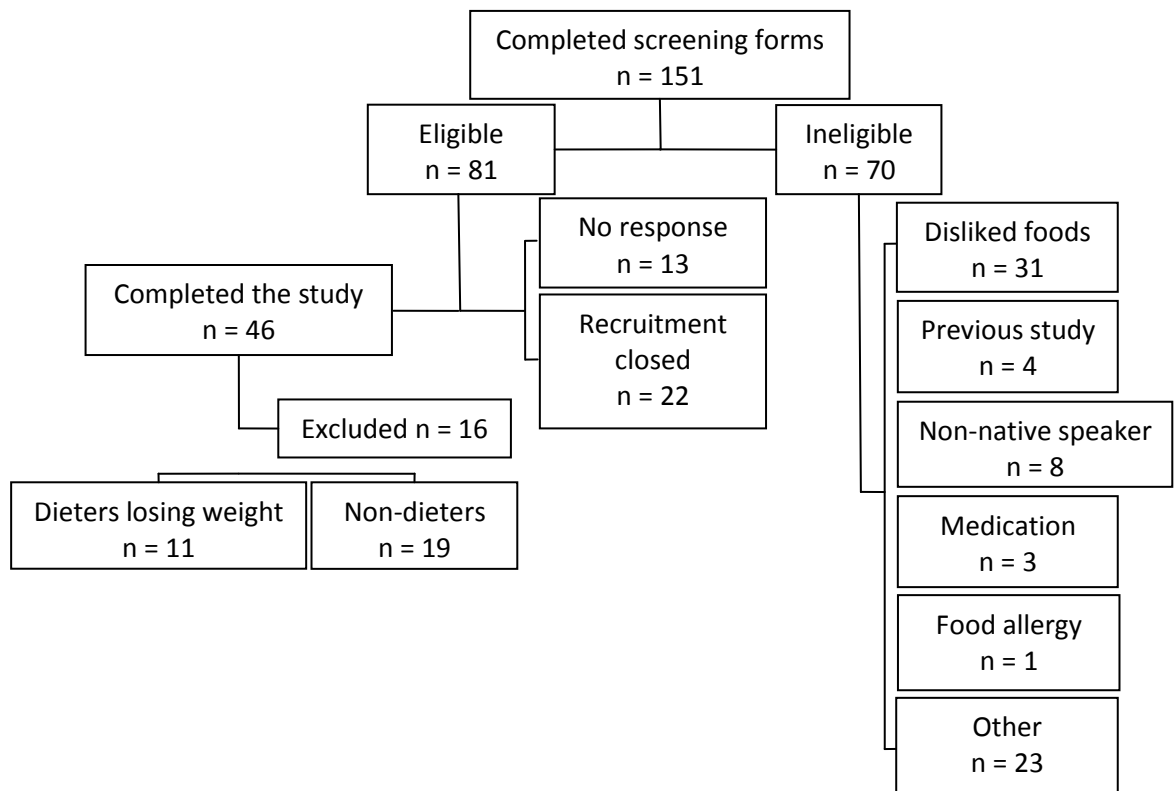 Completed screening forms
n = 151
Eligible
n = 81
Ineligible
n = 70
No response
n = 13
Recruitment
closed
n = 22
Completed the study
n = 46
Excluded n = 16
Dieters losing weight
n = 11
Non-dieters
n = 19
Disliked foods
n = 31
Previous study
n = 4
Non-native speaker
n = 8
Medication
n = 3
Food allergy
n = 1
Other
n = 23